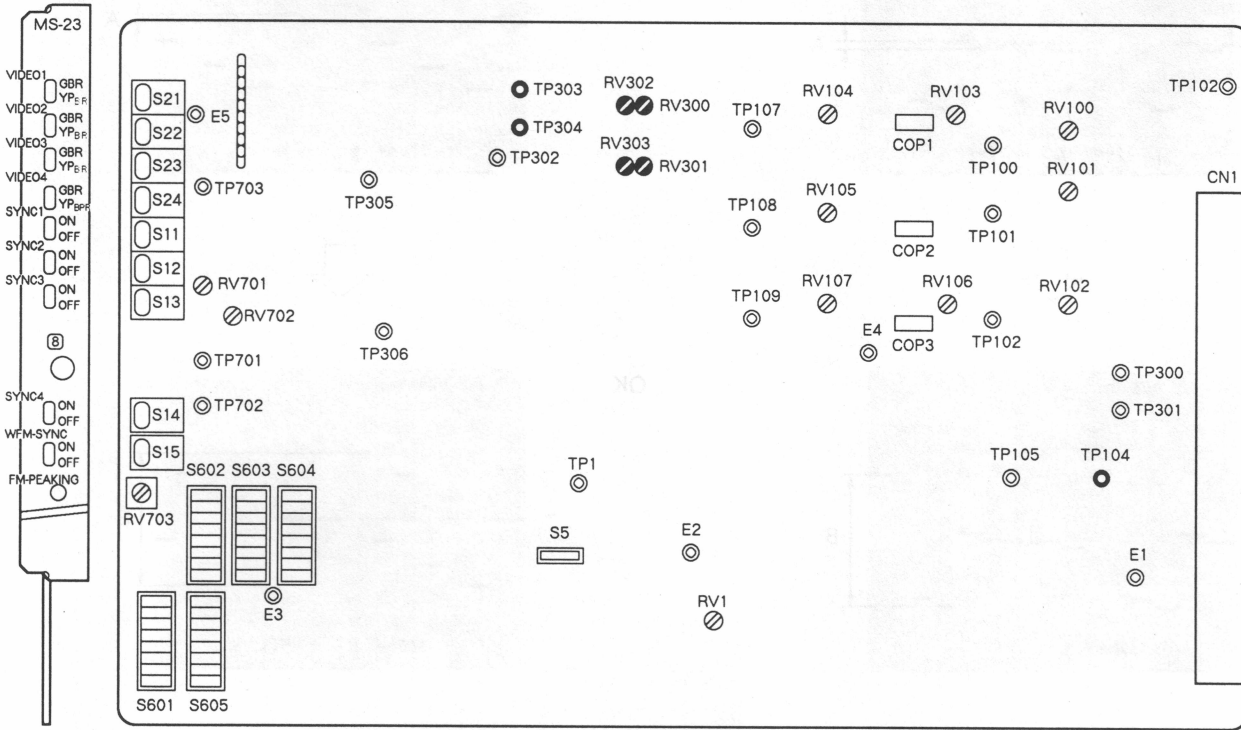 MS-23
VIDEO1
GBR
YPBPR
VIDEO2
GBR
YPBPR
VIDEO3
GBR
YPBPR
VIDEO4
GBR
YPBPR
SYNC1
ON
OFF
SYNC2
ON
OFF
SYNC3
ON
OFF
8
SYNC4
ON
OFF
WFM-SYNC
ON
OFF
FM-PEAKING
S21
S22
S23
S24
S11
S12
S13
S14
S15
E5
TP703
RV701
RV702
TP701
TP702
RV703
S602 S603 S604
E3
S601 S605
TP303
TP304
TP302
TP305
TP306
RV302
RV300
RV303
RV301
TP107
RV104
RV103
RV100
TP102
COP1
TP100
RV101
CN1
TP108
RV105
COP2
TP101
TP109
RV107
RV106
RV102
E4
COP3
TP102
TP300
TP301
TP105
TP104
TP1
S5
E2
E1
RV1
OK
B